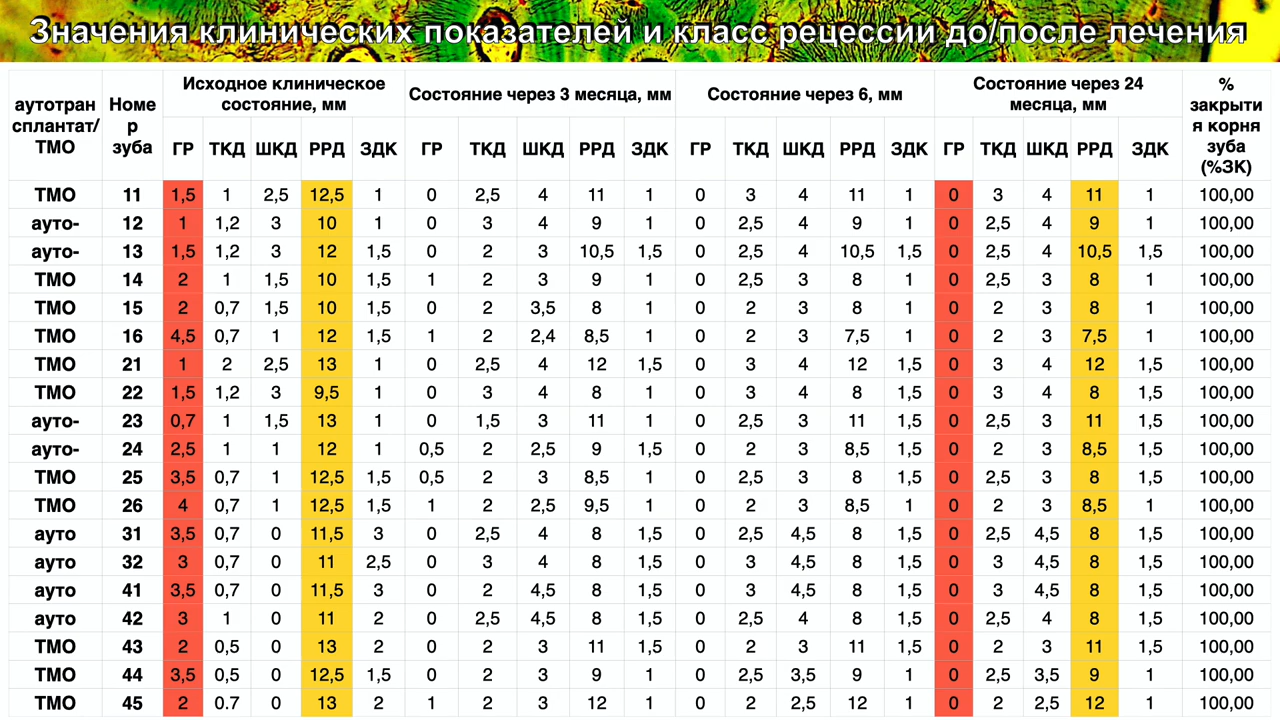 Значения клинических показателей и класс рецессии до/после лечения
аутотран сплантат/ ТМО Номе р зуба Исходное клиническое состояние, мм Состояние через 3 месяца, мм Состояние через 6, мм Состояние через 24 месяца, мм % закрыти я корня зуба (%ЗК)
ГР ТКД ШКД РРД ЗДК ГР ТКД ШКД РРД ЗДК ГР ТКД ШКД РРД ЗДК ГР ТКД ШКД РРД ЗДК
ТМО 11 1,5 1 2,5 12,5 1 0 2,5 4 11 1 0 3 4 11 1 0 3 4 11 1 100,00
ауто- 12 1 1,2 3 10 1 0 3 4 9 1 0 2,5 4 9 1 0 2,5 4 9 1 100,00
ауто- 13 1,5 1,2 3 12 1,5 0 2 3 10,5 1,5 0 2,5 4 10,5 1,5 0 2,5 4 10,5 1,5 100,00
ТМО 14 2 1 1,5 10 1,5 1 2 3 9 1 0 2,5 3 8 1 0 2,5 3 8 1 100,00
ТМО 15 2 0,7 1,5 10 1,5 0 2 3,5 8 1 0 2 3 8 1 0 2 3 8 1 100,00
ТМО 16 4,5 0,7 1 12 1,5 1 2 2,4 8,5 1 0 2 3 7,5 1 0 2 3 7,5 1 100,00
ТМО 21 1 2 2,5 13 1 0 2,5 4 12 1,5 0 3 4 12 1,5 0 3 4 12 1,5 100,00
ТМО 22 1,5 1,2 3 9,5 1 0 3 4 8 1 0 3 4 8 1,5 0 3 4 8 1,5 100,00
ауто- 23 0,7 1 1,5 13 1 0 1,5 3 11 1 0 2,5 3 11 1,5 0 2,5 3 11 1,5 100,00
ауто- 24 2,5 1 1 12 1 0,5 2 2,5 9 1,5 0 2 3 8,5 1,5 0 2 3 8,5 1,5 100,00
ТМО 25 3,5 0,7 1 12,5 1,5 0,5 2 3 8,5 1 0 2,5 3 8 1,5 0 2,5 3 8 1,5 100,00
ТМО 26 4 0,7 1 12,5 1,5 1 2 2,5 9,5 1 0 2 3 8,5 1 0 2 3 8,5 1 100,00
ауто 31 3,5 0,7 0 11,5 3 0 2,5 4 8 1,5 0 2,5 4,5 8 1,5 0 2,5 4,5 8 1,5 100,00
ауто 32 3 0,7 0 11 2,5 0 3 4 8 1,5 0 3 4,5 8 1,5 0 3 4,5 8 1,5 100,00
ауто 41 3,5 0,7 0 11,5 3 0 2 4,5 8 1,5 0 3 4,5 8 1,5 0 3 4,5 8 1,5 100,00
ауто 42 3 1 0 11 2 0 2,5 4,5 8 1,5 0 2,5 4 8 1,5 0 2,5 4 8 1,5 100,00
ТМО 43 2 0,5 0 13 2 0 2 3 11 1,5 0 2 3 11 1,5 0 2 3 11 1,5 100,00
ТМО 44 3,5 0,5 0 12,5 1,5 0 2 3 9 1 0 2,5 3,5 9 1 0 2,5 3,5 9 1 100,00
ТМО 45 2 0.7 0 13 2 1 2 3 12 1 0 2 2,5 12 1 0 2 2,5 12 1 100,00